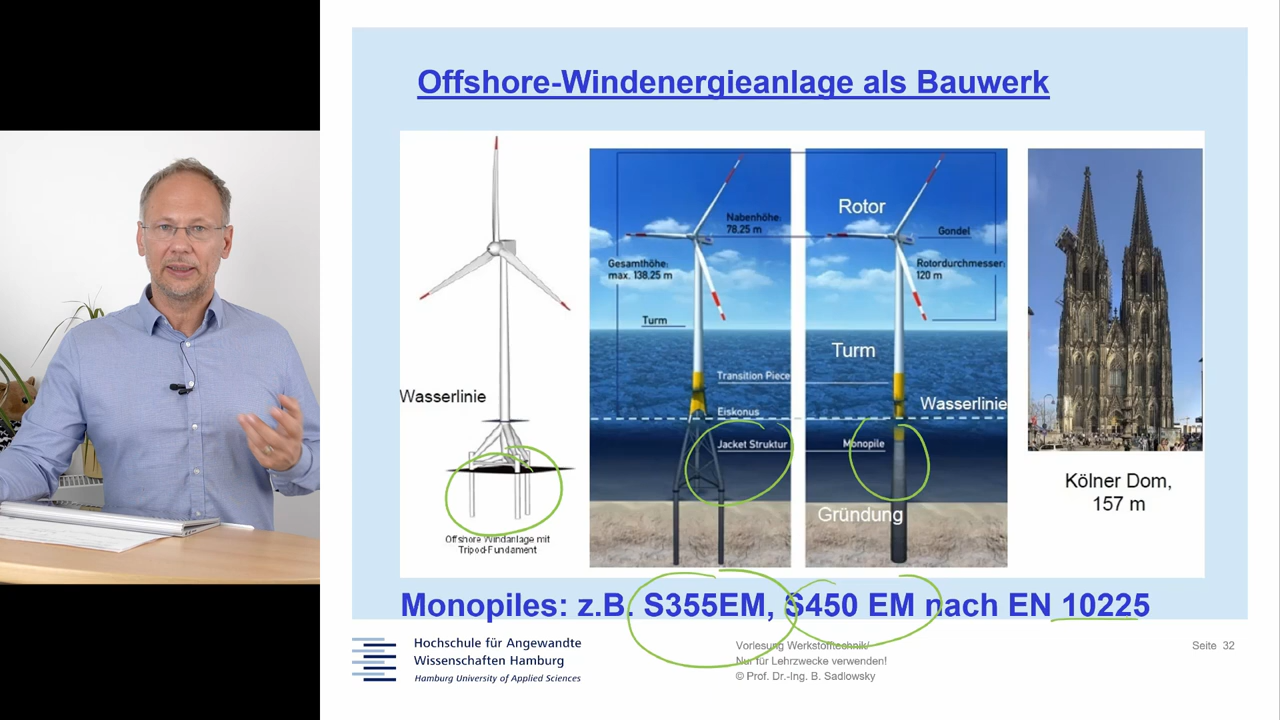 Offshore-Windenergieanlage als Bauwerk
Wasserlinie
Offshore Windanlage mit
Tripod-Fundament
Nabenhöhe:
78.25 m
Gesamthöhe:
max. 138.25 m
Turm
Transition Piece
Eiskonus
Jacket Struktur
Rotor
Gondel
Rotordurchmesser:
120 m
Turm
Wasserlinie
Monopile
Gründung
Kölner Dom,
157 m
Monopiles: z.B. S355EM, S450 EM nach EN 10225
Hochschule für Angewandte
Wissenschaften Hamburg
Hamburg University of Applied Sciences
Vorlesung Werkstofftechnik/
Nur für Lehrzwecke verwenden!
© Prof. Dr.-Ing. B. Sadlowsky
Seite 32